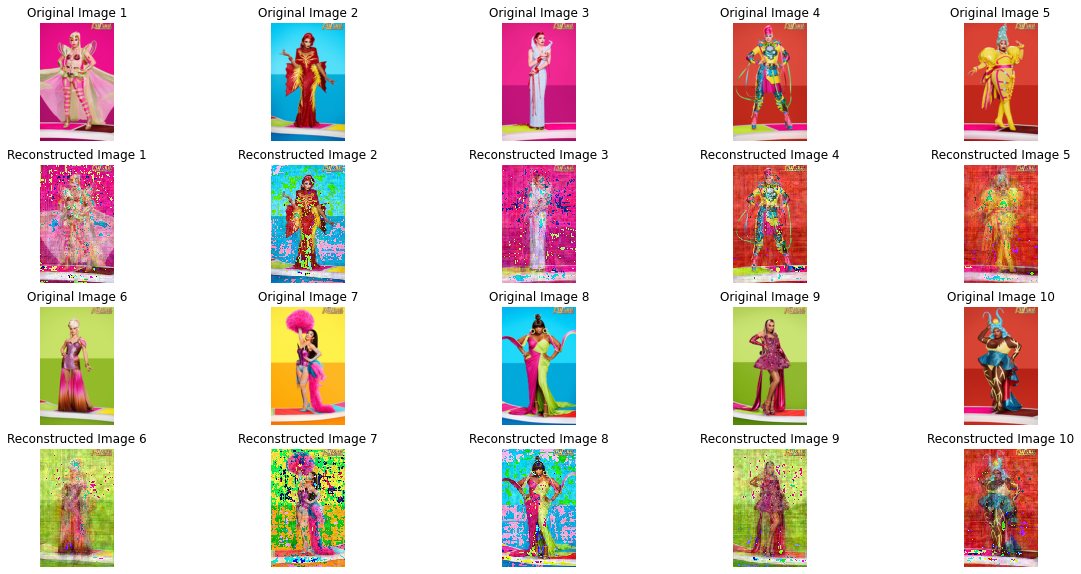 Original Image 1
Original Image 2
Original Image 3
Original Image 4
Original Image 5
Reconstructed Image 1
Reconstructed Image 2
Reconstructed Image 3
Reconstructed Image 4
Reconstructed Image 5
Original Image 6
Original Image 7
Original Image 8
Original Image 9
Original Image 10
Reconstructed Image 6
Reconstructed Image 7
Reconstructed Image 8
Reconstructed Image 9
Reconstructed Image 10